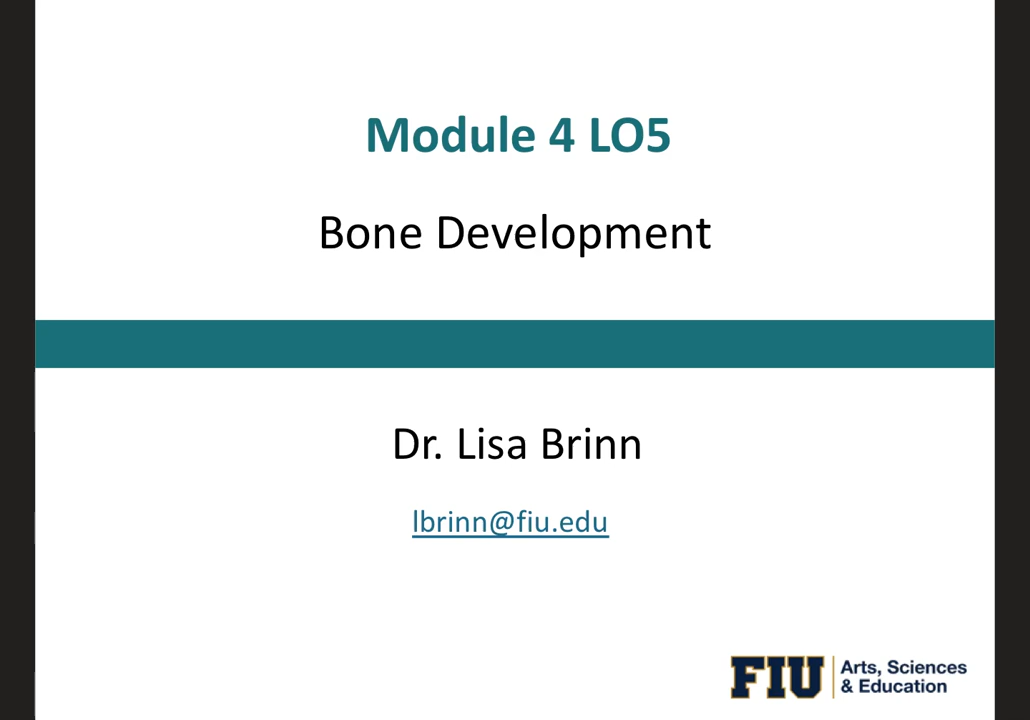 Module 4 LO5
Bone Development
Dr. Lisa Brinn
lbrinn@fiu.edu
FIU Arts, Sciences
& Education